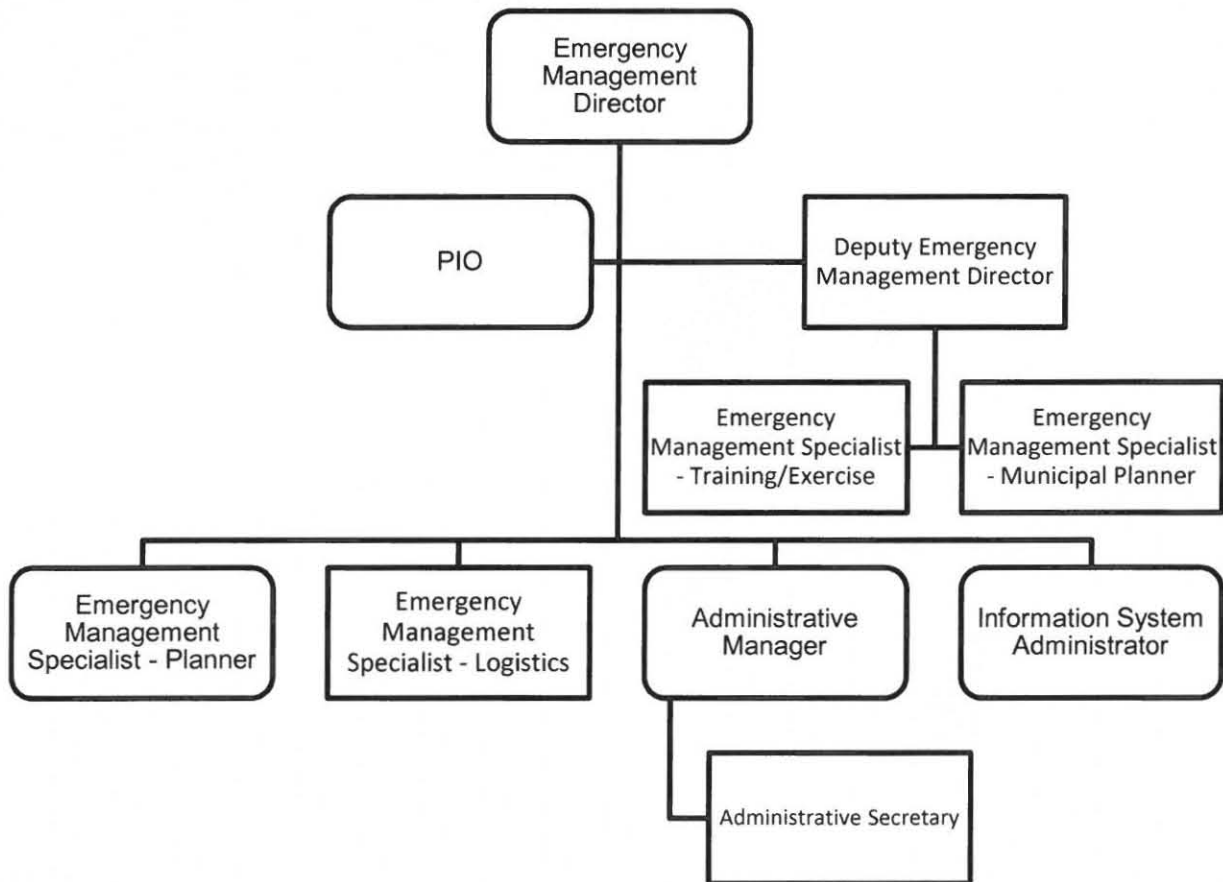 Emergency
Management
Director
PIO
Deputy Emergency
Management Director
Emergency
Management Specialist
- Training/Exercise
Emergency
Management Specialist
- Municipal Planner
Emergency
Management
Specialist - Planner
Emergency
Management
Specialist - Logistics
Administrative
Manager
Information System
Administrator
Administrative Secretary